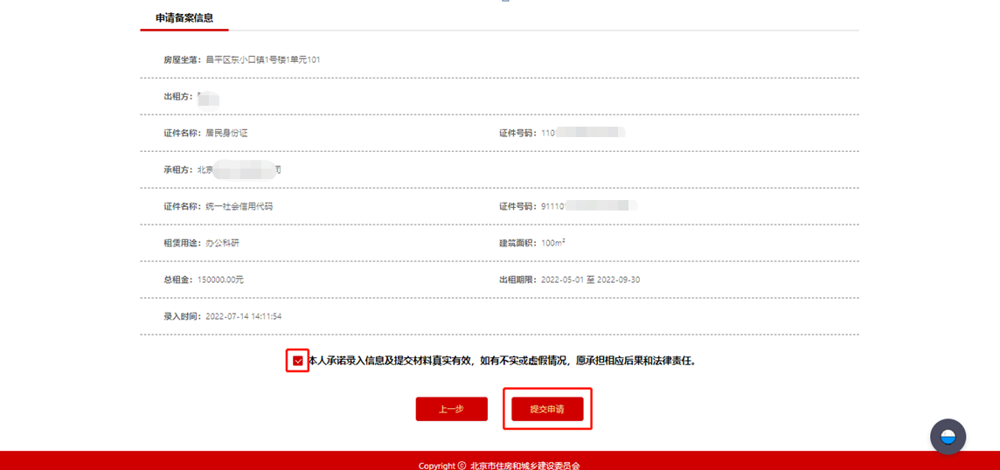 申请备案信息
房屋坐落：昌平区东小口镇1号楼1单元101
出租方：
证件名称：居民身份证 证件号码：110
承租方：北京 司
证件名称：统一社会信用代码 证件号码：91110
租赁用途：办公科研 建筑面积：100m²
总租金：150000.00元 出租期限：2022-05-01 至 2022-09-30
录入时间：2022-07-14 14:11:54
本人承诺录入信息及提交材料真实有效，如有不实或虚假情况，愿承担相应后果和法律责任。
上一步 提交申请
Copyright © 北京市住房和城乡建设委员会